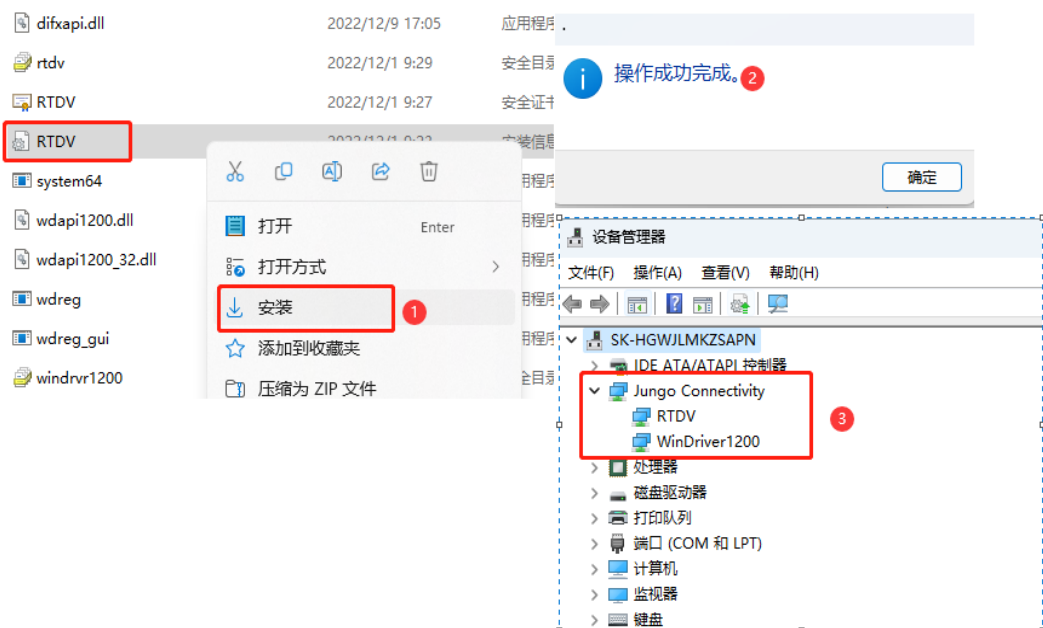 difxapi.dll 2022/12/9 17:05 应用程序
rtdv 2022/12/1 9:29 安全目录
RTDV 2022/12/1 9:27 安全证书
RTDV
system64
wdapi1200.dll
wdapi1200_32.dll
wdreg
wdreg_gui
windrvr1200
打开 Enter
打开方式
安装 1
添加到收藏夹
压缩为 ZIP 文件
操作成功完成。 2
确定
设备管理器
文件(F) 操作(A) 查看(V) 帮助(H)
SK-HGWJLMKZSAPN
IDE ATA/ATAPI 控制器
Jungo Connectivity
RTDV
WinDriver1200
3
处理器
磁盘驱动器
打印队列
端口 (COM 和 LPT)
计算机
监视器
键盘